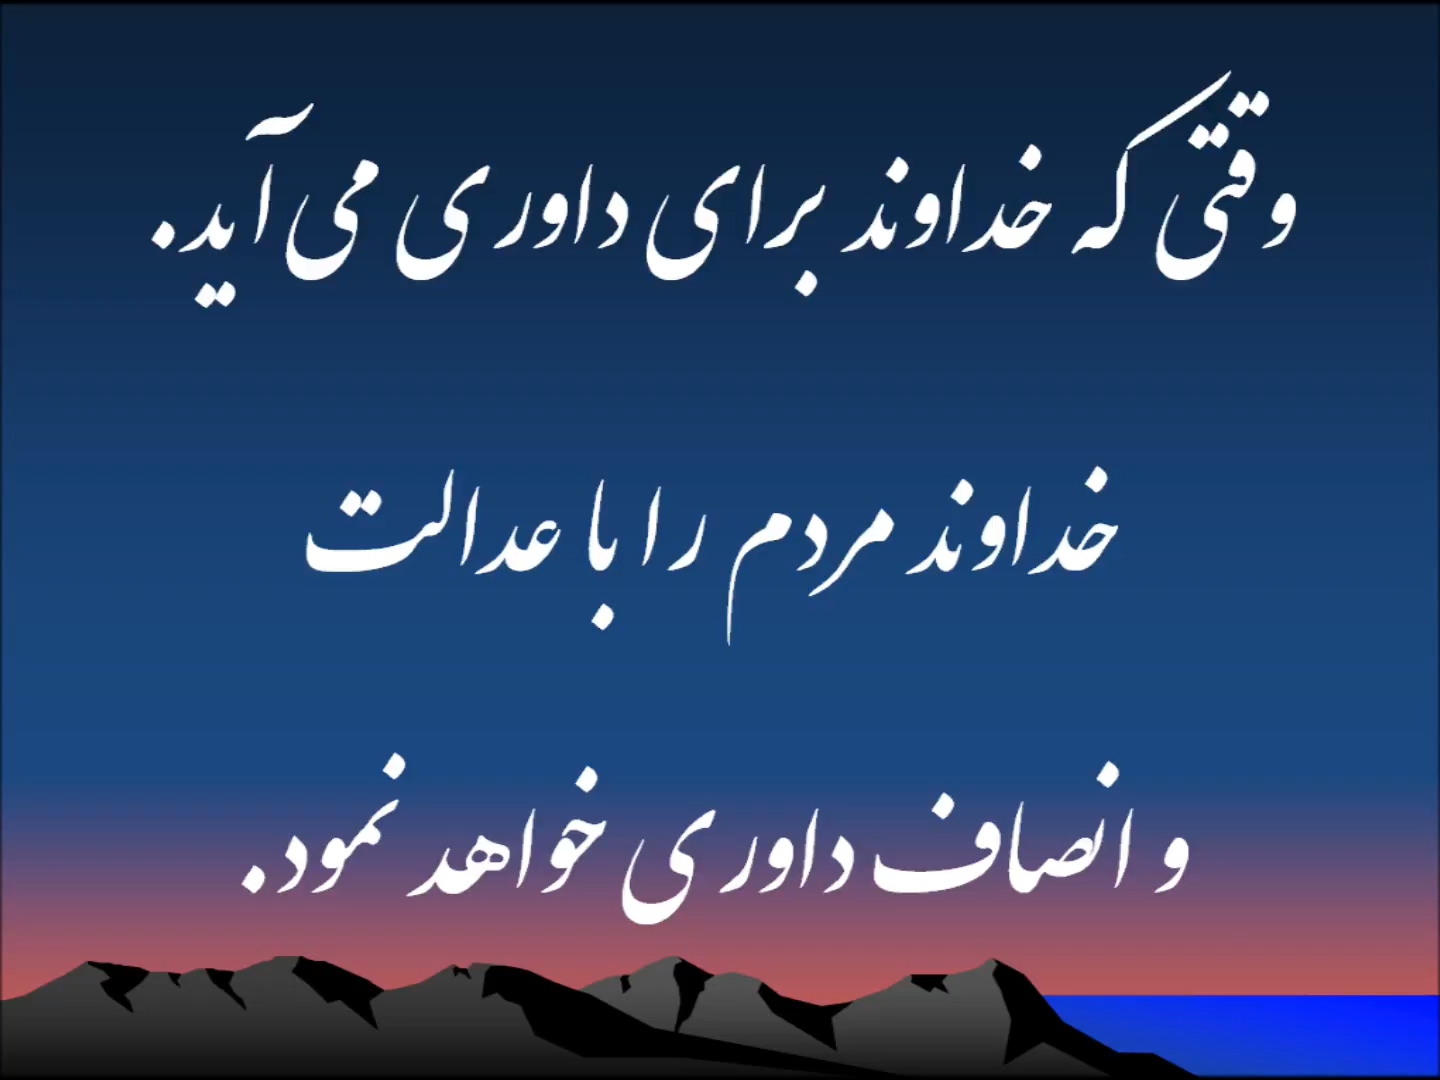 وقتی که خداوند برای داوری می آید.
خداوند مردم را با عدالت
و انصاف داوری خواهد نمود.